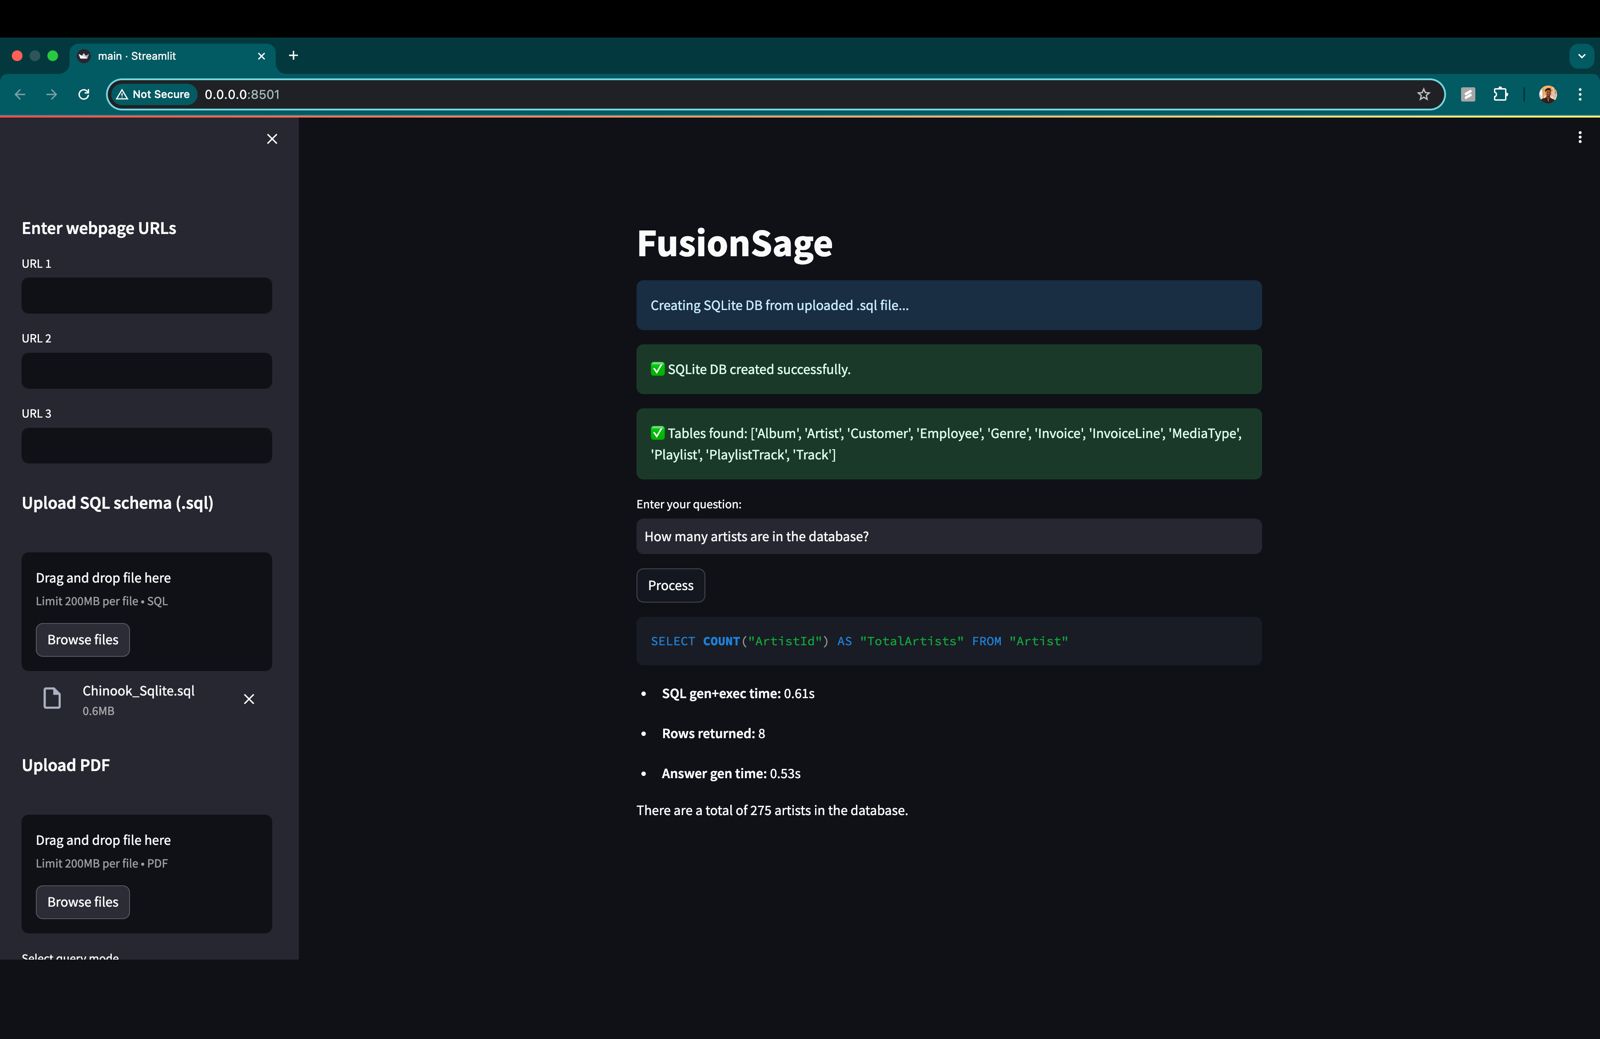 main · Streamlit
Not Secure 0.0.0.0:8501
Enter webpage URLs
URL 1
URL 2
URL 3
Upload SQL schema (.sql)
Drag and drop file here
Limit 200MB per file • SQL
Browse files
Chinook_Sqlite.sql
0.6MB
Upload PDF
Drag and drop file here
Limit 200MB per file • PDF
Browse files
Select query mode
FusionSage
Creating SQLite DB from uploaded .sql file...
✅ SQLite DB created successfully.
✅ Tables found: ['Album', 'Artist', 'Customer', 'Employee', 'Genre', 'Invoice', 'InvoiceLine', 'MediaType',
'Playlist', 'PlaylistTrack', 'Track']
Enter your question:
How many artists are in the database?
Process
SELECT COUNT("ArtistId") AS "TotalArtists" FROM "Artist"
• SQL gen+exec time: 0.61s
• Rows returned: 8
• Answer gen time: 0.53s
There are a total of 275 artists in the database.